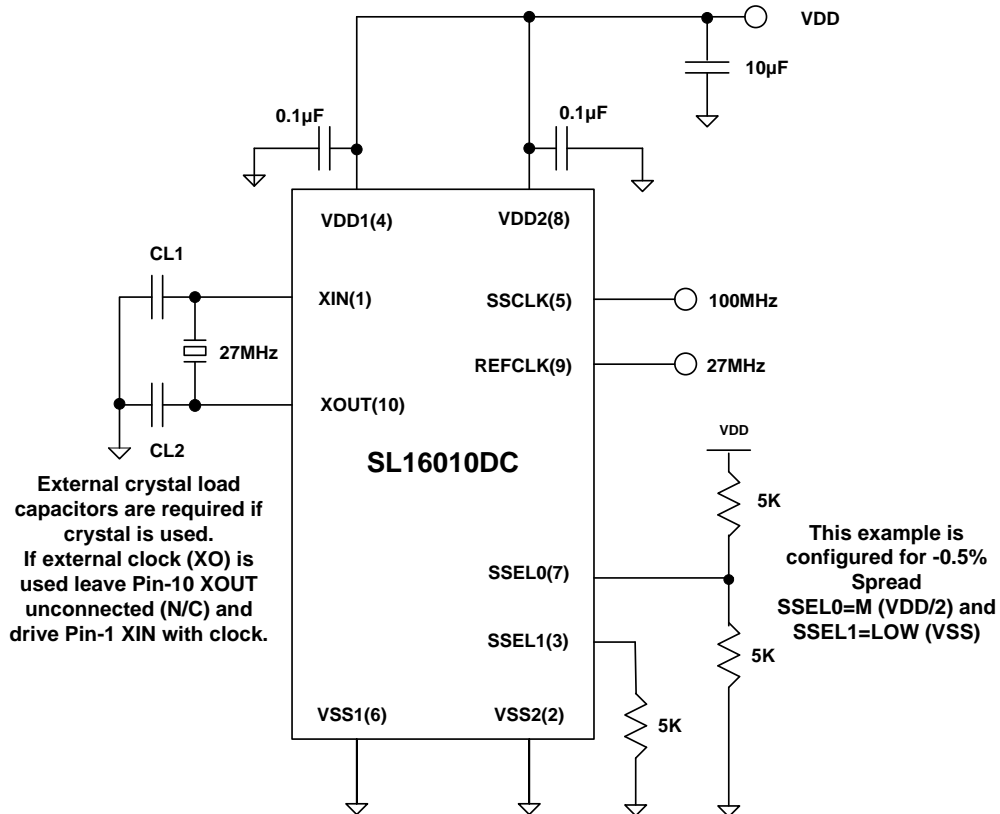 VDD
10µF
0.1µF
0.1µF
VDD1(4)
VDD2(8)
CL1
XIN(1)
SSCLK(5)
100MHz
27MHz
REFCLK(9)
27MHz
XOUT(10)
CL2
SL16010DC
VDD
External crystal load
capacitors are required if
crystal is used.
If external clock (XO) is
used leave Pin-10 XOUT
unconnected (N/C) and
drive Pin-1 XIN with clock.
5K
This example is
configured for -0.5%
Spread
SSEL0=M (VDD/2) and
SSEL1=LOW (VSS)
SSEL0(7)
SSEL1(3)
5K
VSS1(6)
VSS2(2)
5K